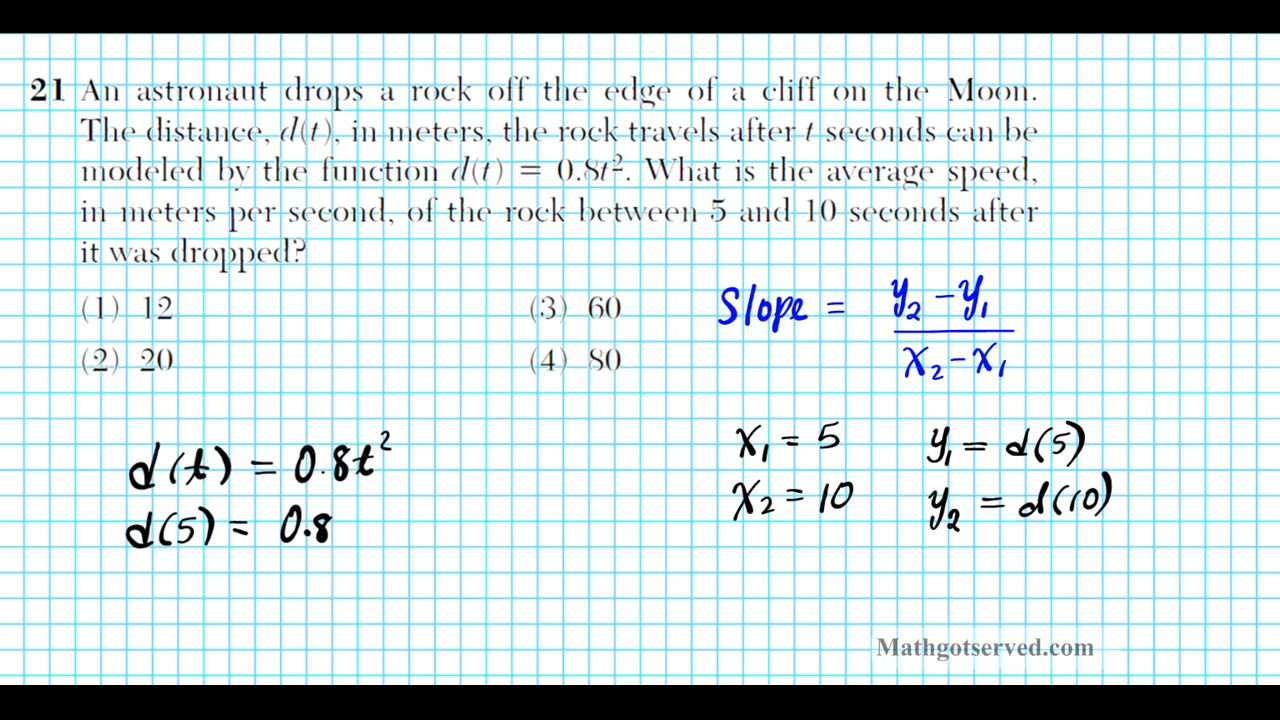 21 An astronaut drops a rock off the edge of a cliff on the Moon.
The distance, d(t), in meters, the rock travels after t seconds can be
modeled by the function d(t) = 0.8t². What is the average speed,
in meters per second, of the rock between 5 and 10 seconds after
it was dropped?
(1) 12 (3) 60
(2) 20 (4) 80
Slope = (y₂ - y₁)/(x₂ - x₁)
d(t) = 0.8t²
d(5) = 0.8
x₁ = 5 y₁ = d(5)
x₂ = 10 y₂ = d(10)
Mathgotserved.com